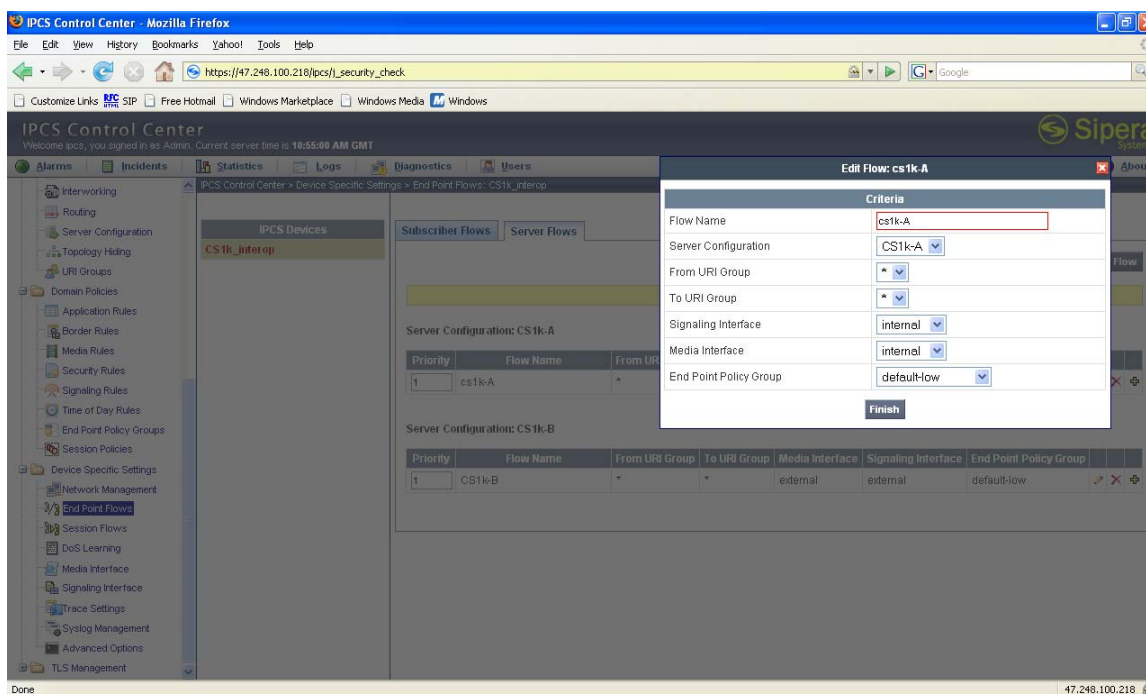 IPCS Control Center - Mozilla Firefox
File Edit View History Bookmarks Yahoo! Tools Help
https://47.248.100.218/ipcs/j_security_check
Google
Customize Links RFC HTML SIP Free Hotmail Windows Marketplace Windows Media Windows
IPCS Control Center
Welcome ipcs, you signed in as Admin. Current server time is 10:55:00 AM GMT
Sipera
System
Alarms Incidents Statistics Logs Diagnostics Users Abou
IPCS Control Center > Device Specific Settings > End Point Flows: CS1k_interop
Interworking
Routing
Server Configuration
Topology Hiding
URI Groups
Domain Policies
Application Rules
Border Rules
Media Rules
Security Rules
Signaling Rules
Time of Day Rules
End Point Policy Groups
Session Policies
Device Specific Settings
Network Management
End Point Flows
Session Flows
DoS Learning
Media Interface
Signaling Interface
Trace Settings
Syslog Management
Advanced Options
TLS Management
IPCS Devices
CS1k_interop
Subscriber Flows Server Flows
Flow
Server Configuration: CS1k-A
Priority Flow Name From UR
1 cs1k-A *
Server Configuration: CS1k-B
Priority Flow Name From URI Group To URI Group Media Interface Signaling Interface End Point Policy Group
1 CS1k-B * * external external default-low
Edit Flow: cs1k-A
Criteria
Flow Name cs1k-A
Server Configuration CS1k-A
From URI Group *
To URI Group *
Signaling Interface internal
Media Interface internal
End Point Policy Group default-low
Finish
Done 47.248.100.218